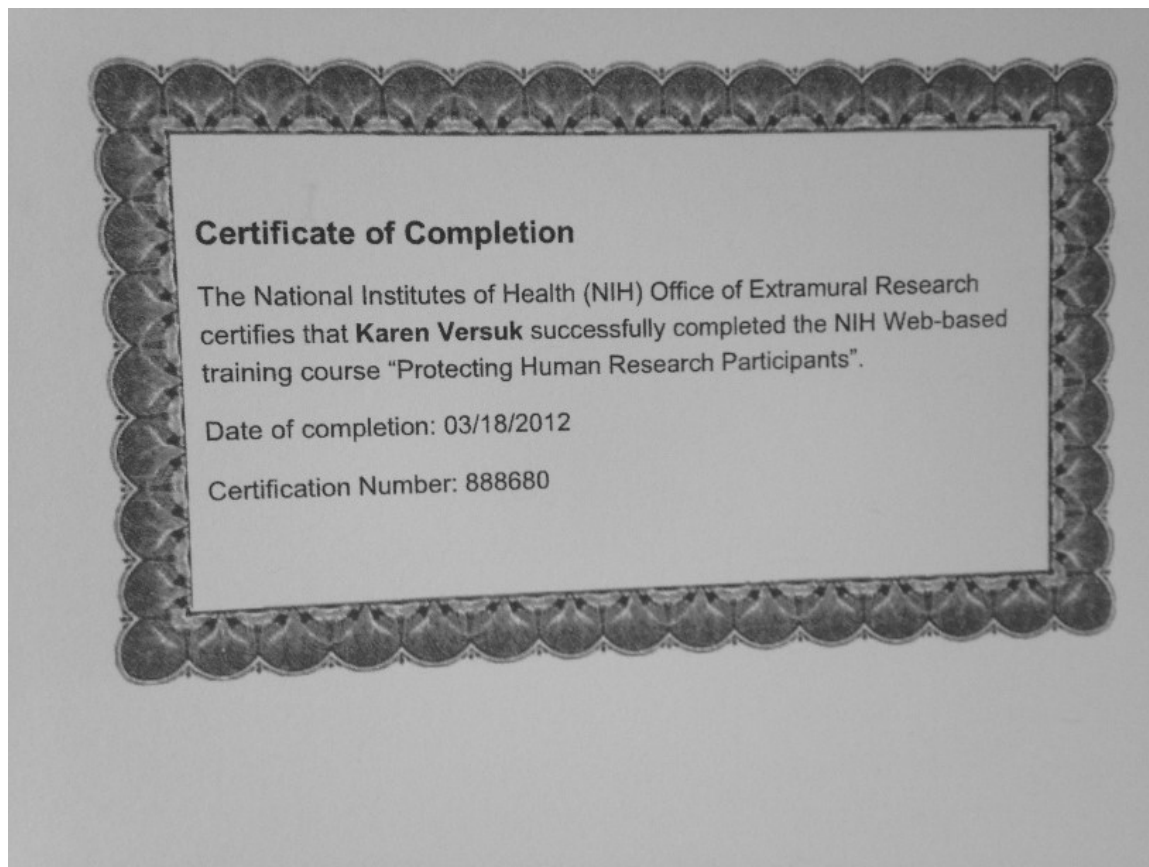 Certificate of Completion
The National Institutes of Health (NIH) Office of Extramural Research
certifies that Karen Versuk successfully completed the NIH Web-based
training course “Protecting Human Research Participants”.
Date of completion: 03/18/2012
Certification Number: 888680